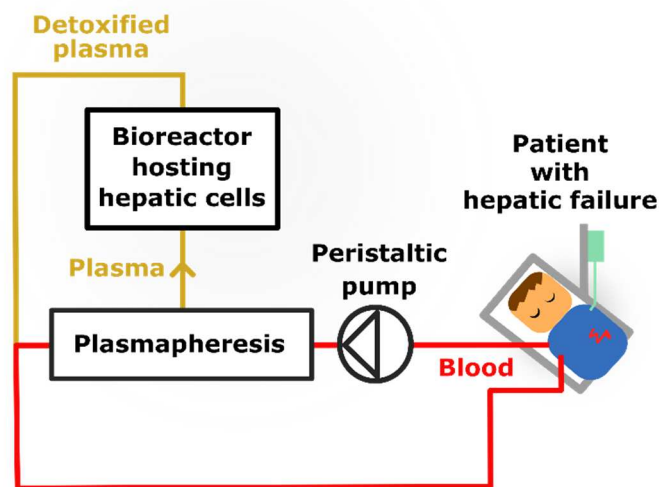 Detoxified
plasma
Bioreactor
hosting
hepatic cells
Patient
with
hepatic failure
Plasma
Peristaltic
pump
Plasmapheresis
Blood